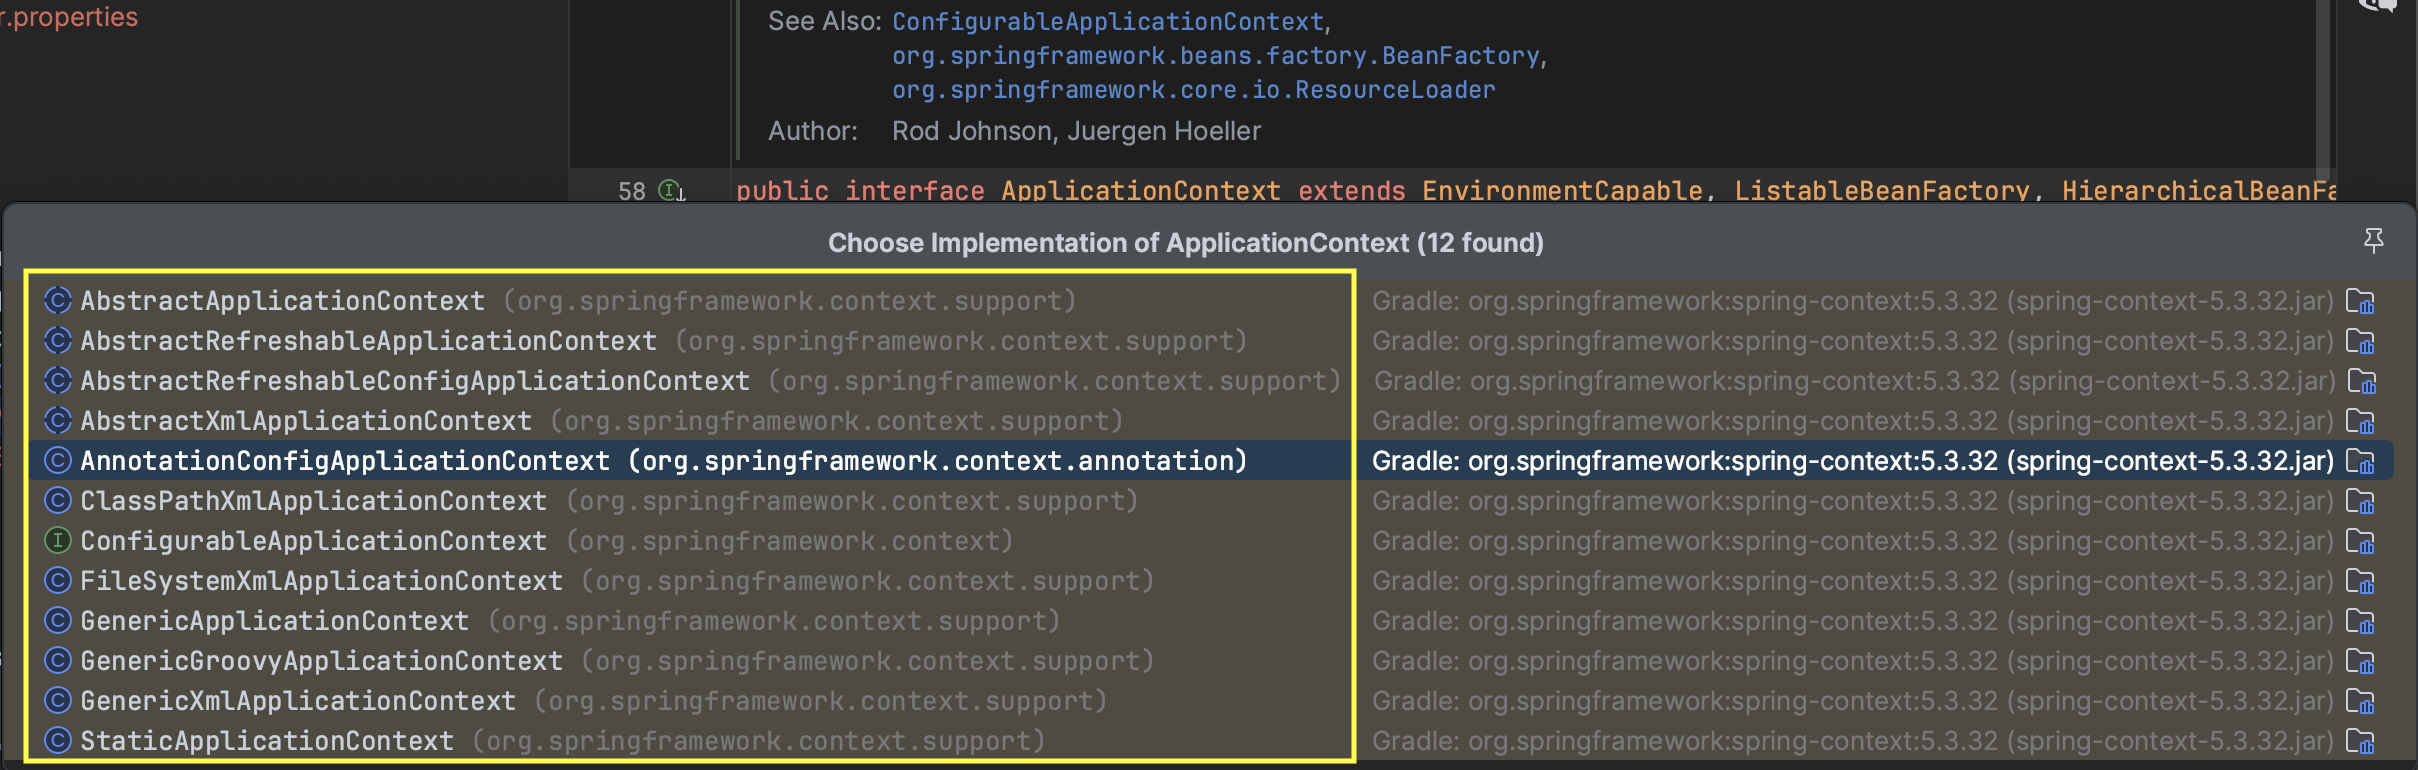 r.properties
See Also: ConfigurableApplicationContext,
org.springframework.beans.factory.BeanFactory,
org.springframework.core.io.ResourceLoader
Author: Rod Johnson, Juergen Hoeller
58 public interface ApplicationContext extends EnvironmentCapable, ListableBeanFactory, HierarchicalBeanFa
Choose Implementation of ApplicationContext (12 found)
AbstractApplicationContext (org.springframework.context.support) Gradle: org.springframework:spring-context:5.3.32 (spring-context-5.3.32.jar)
AbstractRefreshableApplicationContext (org.springframework.context.support) Gradle: org.springframework:spring-context:5.3.32 (spring-context-5.3.32.jar)
AbstractRefreshableConfigApplicationContext (org.springframework.context.support) Gradle: org.springframework:spring-context:5.3.32 (spring-context-5.3.32.jar)
AbstractXmlApplicationContext (org.springframework.context.support) Gradle: org.springframework:spring-context:5.3.32 (spring-context-5.3.32.jar)
AnnotationConfigApplicationContext (org.springframework.context.annotation) Gradle: org.springframework:spring-context:5.3.32 (spring-context-5.3.32.jar)
ClassPathXmlApplicationContext (org.springframework.context.support) Gradle: org.springframework:spring-context:5.3.32 (spring-context-5.3.32.jar)
ConfigurableApplicationContext (org.springframework.context) Gradle: org.springframework:spring-context:5.3.32 (spring-context-5.3.32.jar)
FileSystemXmlApplicationContext (org.springframework.context.support) Gradle: org.springframework:spring-context:5.3.32 (spring-context-5.3.32.jar)
GenericApplicationContext (org.springframework.context.support) Gradle: org.springframework:spring-context:5.3.32 (spring-context-5.3.32.jar)
GenericGroovyApplicationContext (org.springframework.context.support) Gradle: org.springframework:spring-context:5.3.32 (spring-context-5.3.32.jar)
GenericXmlApplicationContext (org.springframework.context.support) Gradle: org.springframework:spring-context:5.3.32 (spring-context-5.3.32.jar)
StaticApplicationContext (org.springframework.context.support) Gradle: org.springframework:spring-context:5.3.32 (spring-context-5.3.32.jar)